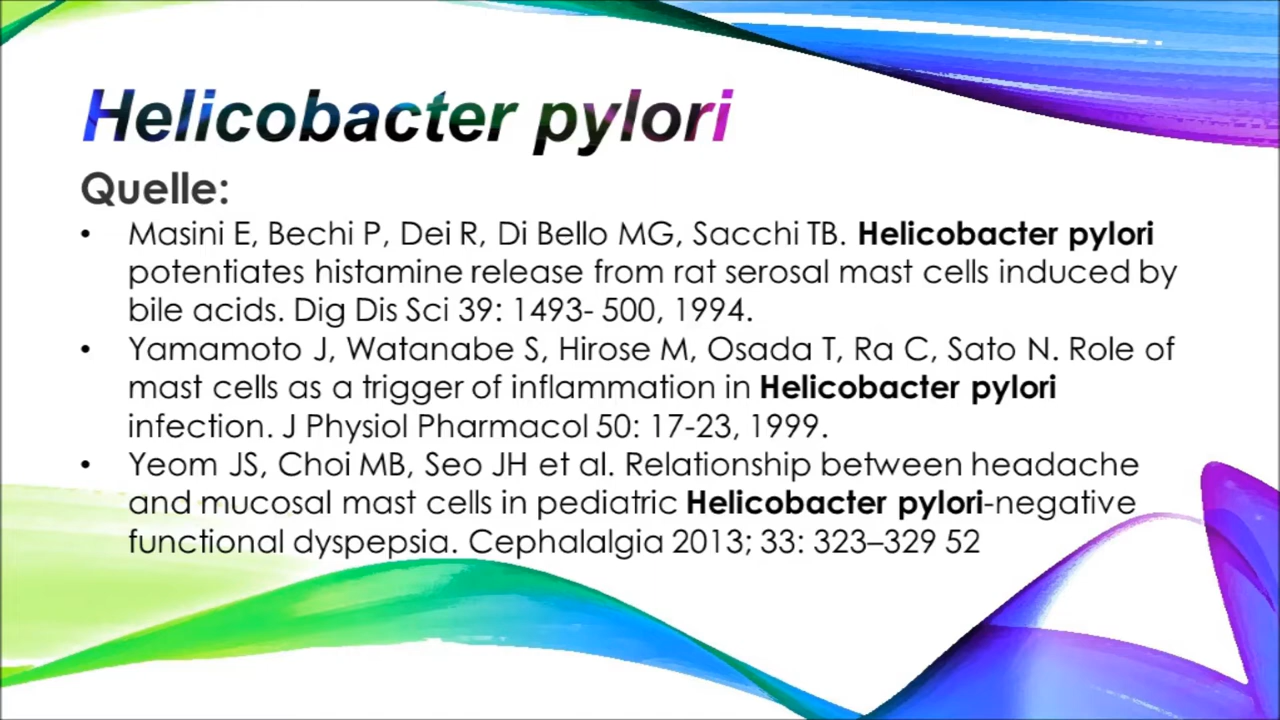 Helicobacter pylori
Quelle:
• Masini E, Bechi P, Dei R, Di Bello MG, Sacchi TB. Helicobacter pylori
potentiates histamine release from rat serosal mast cells induced by
bile acids. Dig Dis Sci 39: 1493- 500, 1994.
• Yamamoto J, Watanabe S, Hirose M, Osada T, Ra C, Sato N. Role of
mast cells as a trigger of inflammation in Helicobacter pylori
infection. J Physiol Pharmacol 50: 17-23, 1999.
• Yeom JS, Choi MB, Seo JH et al. Relationship between headache
and mucosal mast cells in pediatric Helicobacter pylori-negative
functional dyspepsia. Cephalalgia 2013; 33: 323–329 52